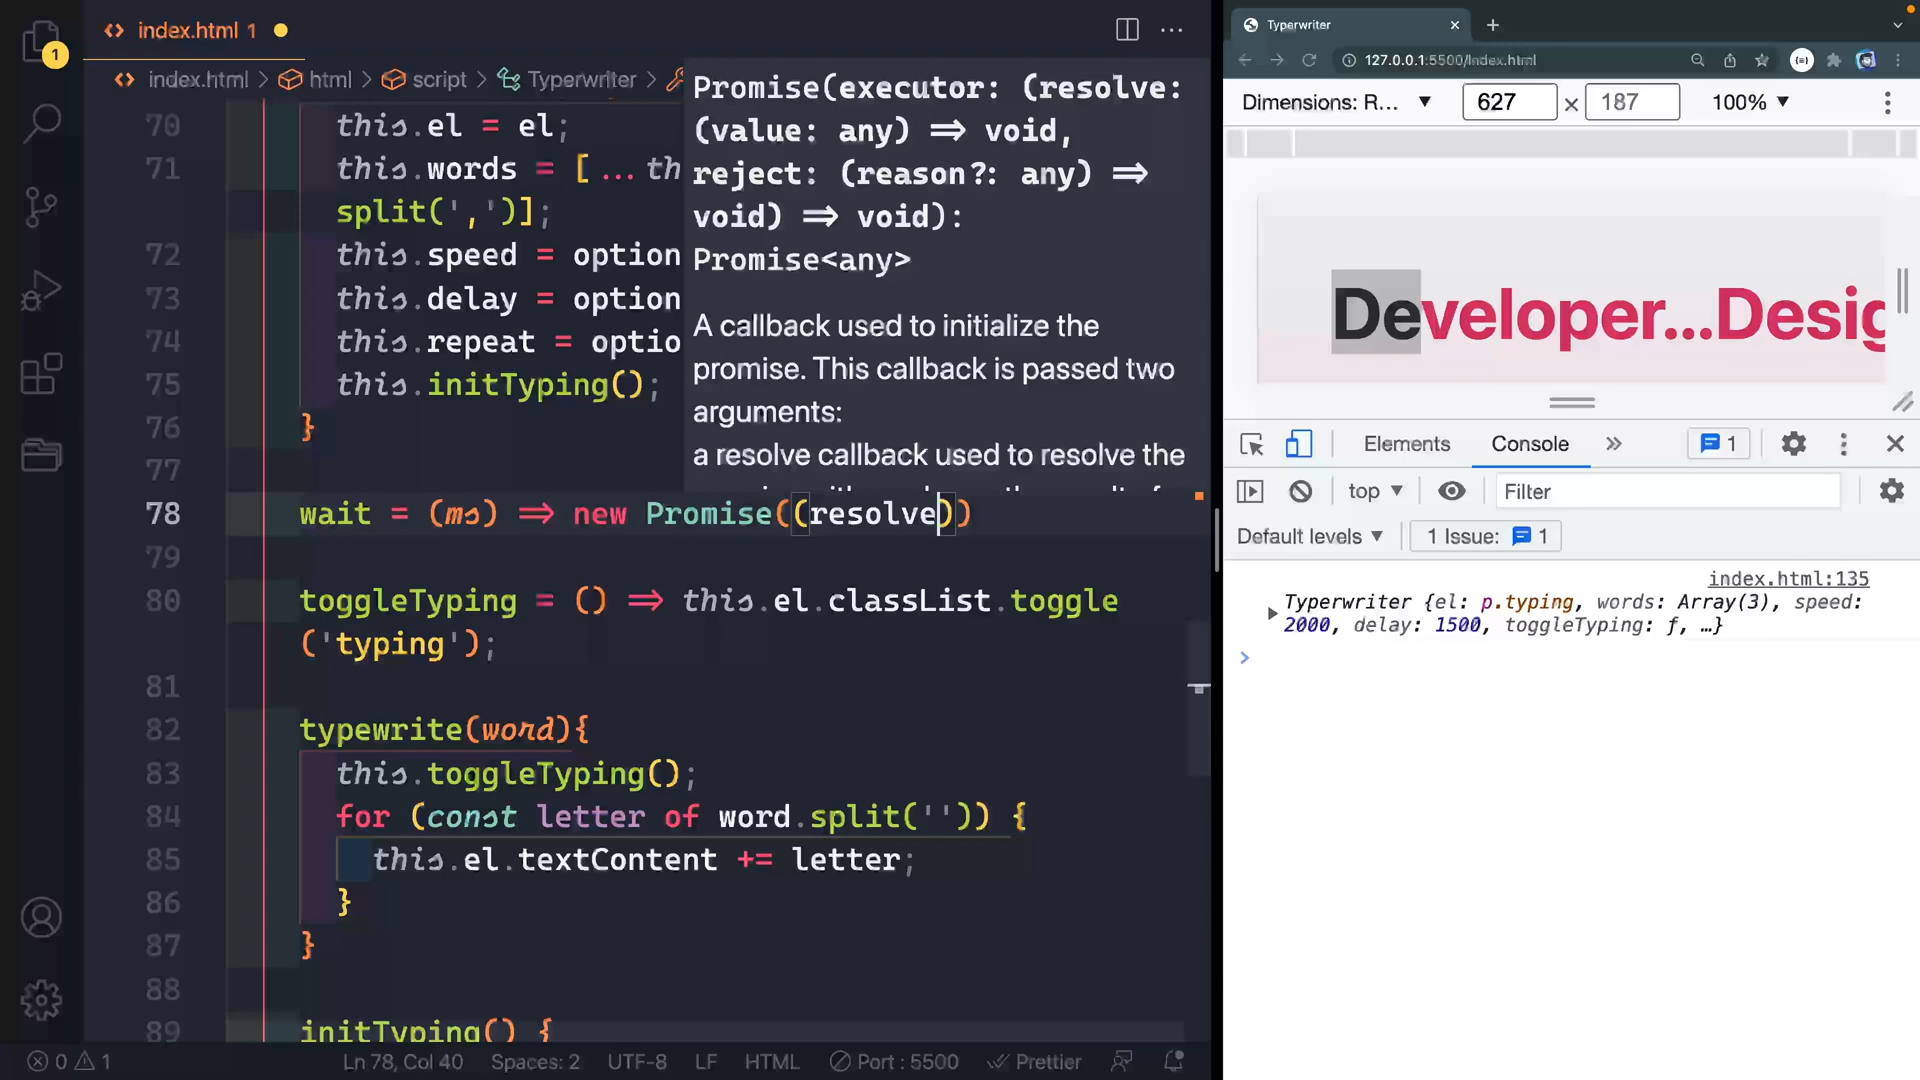 index.html 1
1
index.html > html > script > Typerwriter >
70 this.el = el;
71 this.words = [ ... th
split(',')];
72 this.speed = option
73 this.delay = option
74 this.repeat = optio
75 this.initTyping();
76 }
77
78 wait = (ms) => new Promise((resolve))
79
80 toggleTyping = () => this.el.classList.toggle
('typing');
81
82 typewrite(word){
83 this.toggleTyping();
84 for (const letter of word.split('')) {
85 this.el.textContent += letter;
86 }
87 }
88
89 initTyping() {
Promise(executor: (resolve:
(value: any) => void,
reject: (reason?: any) =>
void) => void):
Promise<any>
A callback used to initialize the
promise. This callback is passed two
arguments:
a resolve callback used to resolve the
0 1 Ln 78, Col 40 Spaces: 2 UTF-8 LF HTML Port : 5500 Prettier
Typerwriter
127.0.0.1:5500/index.html
Dimensions: R... 627 × 187 100%
Developer...Desig
Elements Console » 1
top Filter
Default levels 1 Issue: 1
index.html:135
Typerwriter {el: p.typing, words: Array(3), speed:
2000, delay: 1500, toggleTyping: ƒ, …}